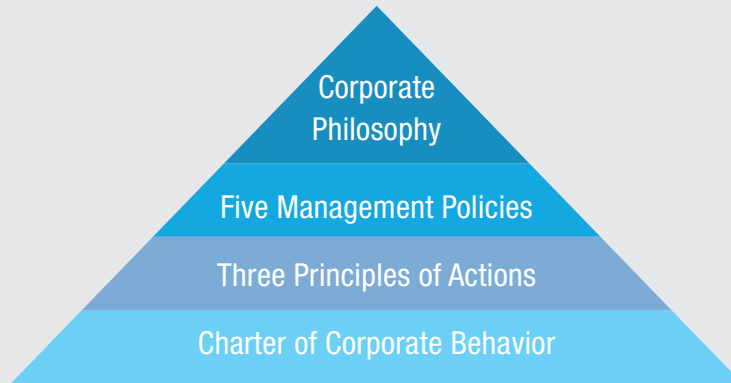 Corporate
Philosophy
Five Management Policies
Three Principles of Actions
Charter of Corporate Behavior